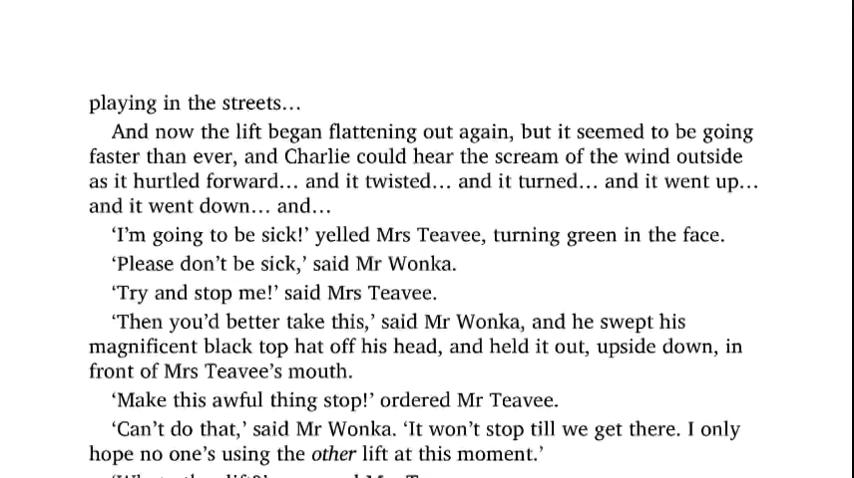 playing in the streets…
And now the lift began flattening out again, but it seemed to be going
faster than ever, and Charlie could hear the scream of the wind outside
as it hurtled forward… and it twisted… and it turned… and it went up…
and it went down… and…
‘I’m going to be sick!’ yelled Mrs Teavee, turning green in the face.
‘Please don’t be sick,’ said Mr Wonka.
‘Try and stop me!’ said Mrs Teavee.
‘Then you’d better take this,’ said Mr Wonka, and he swept his
magnificent black top hat off his head, and held it out, upside down, in
front of Mrs Teavee’s mouth.
‘Make this awful thing stop!’ ordered Mr Teavee.
‘Can’t do that,’ said Mr Wonka. ‘It won’t stop till we get there. I only
hope no one’s using the other lift at this moment.’